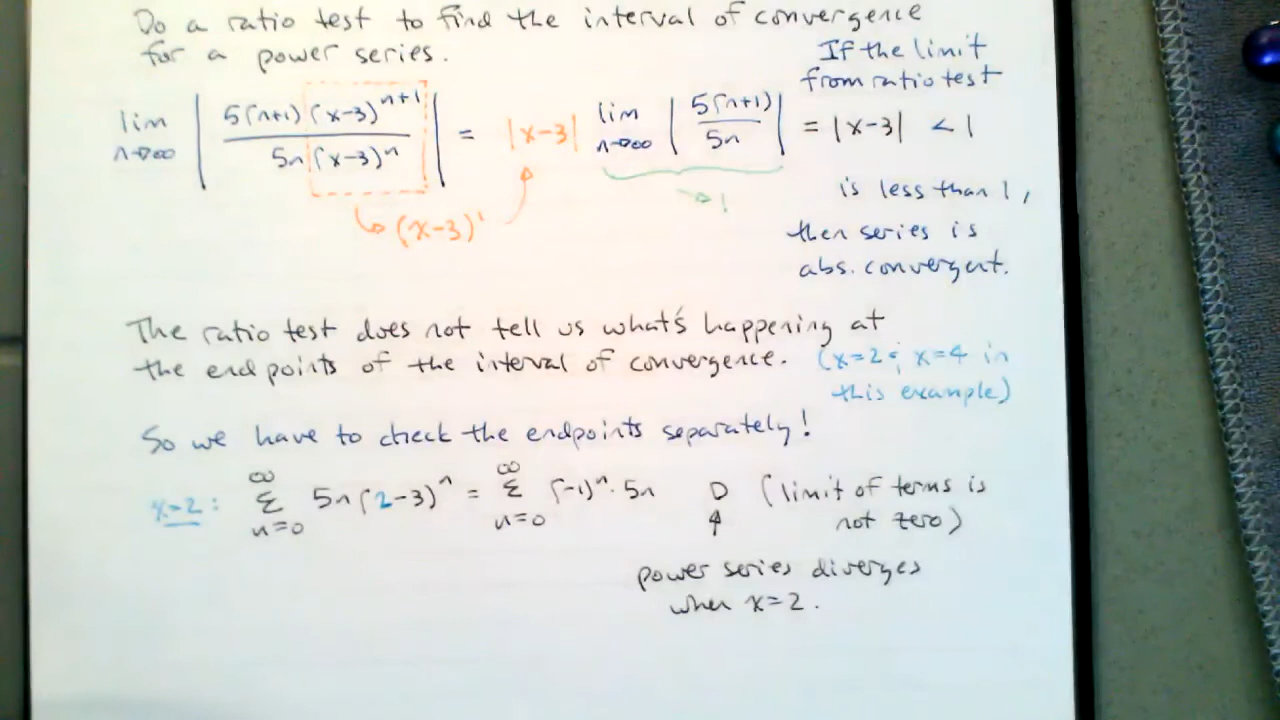 Do a ratio test to find the interval of convergence
for a power series.
lim n→∞ | 5(n+1)(x-3)^{n+1} / 5n(x-3)^n | = |x-3| lim n→∞ | 5(n+1) / 5n | = |x-3| < 1
↳ (x-3)^1
→ 1
If the limit
from ratio test
is less than 1,
then series is
abs. convergent.
The ratio test does not tell us what's happening at
the endpoints of the interval of convergence. (x=2 ; x=4 in
this example)
So we have to check the endpoints separately!
x=2: ∞ Σ n=0 5n(2-3)^n = ∞ Σ n=0 (-1)^n · 5n D (limit of terms is
not zero)
power series diverges
when x=2.